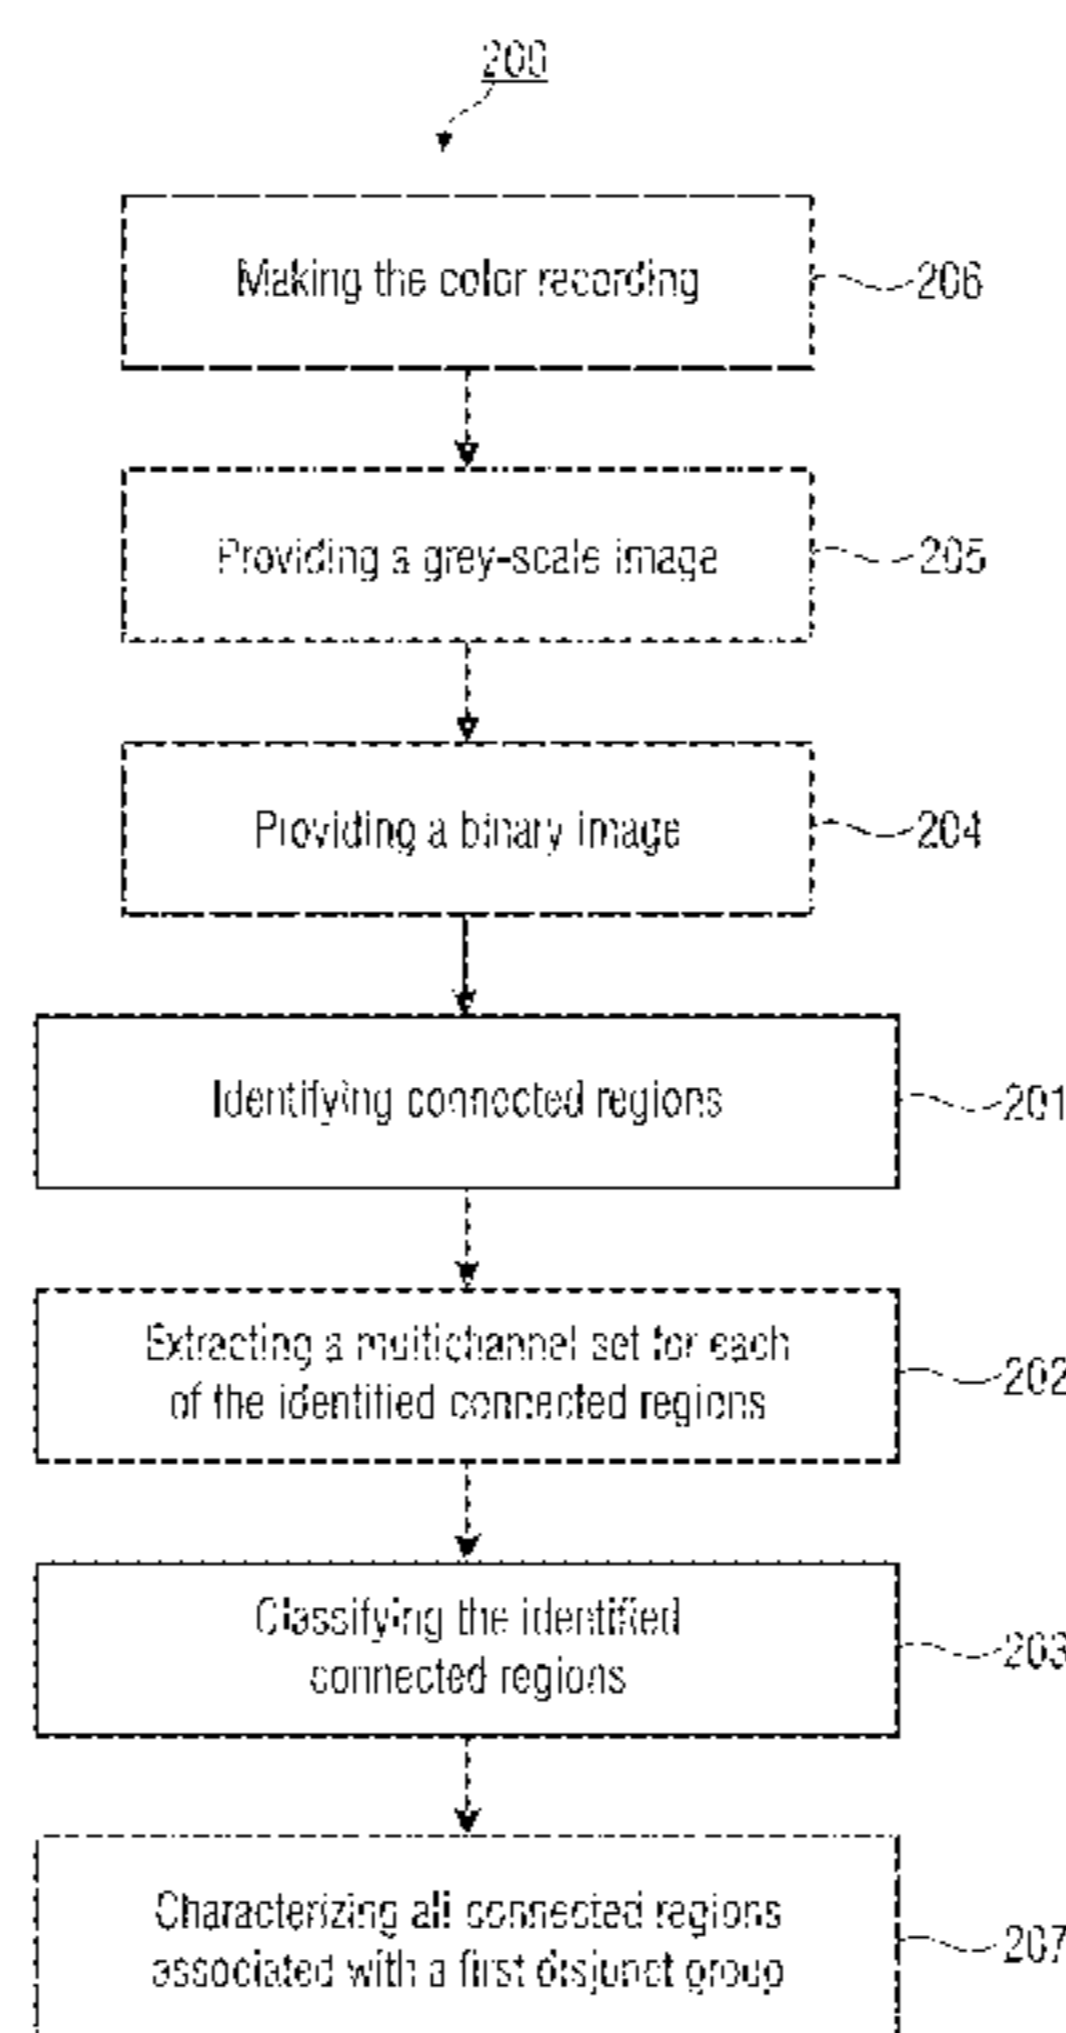 200
Making the color recording
206
Providing a grey-scale image
205
Providing a binary image
204
Identifying connected regions
201
Extracting a multichannel set for each
of the identified connected regions
202
Classifying the identified
connected regions
203
Characterizing all connected regions
associated with a first disjunct group
207